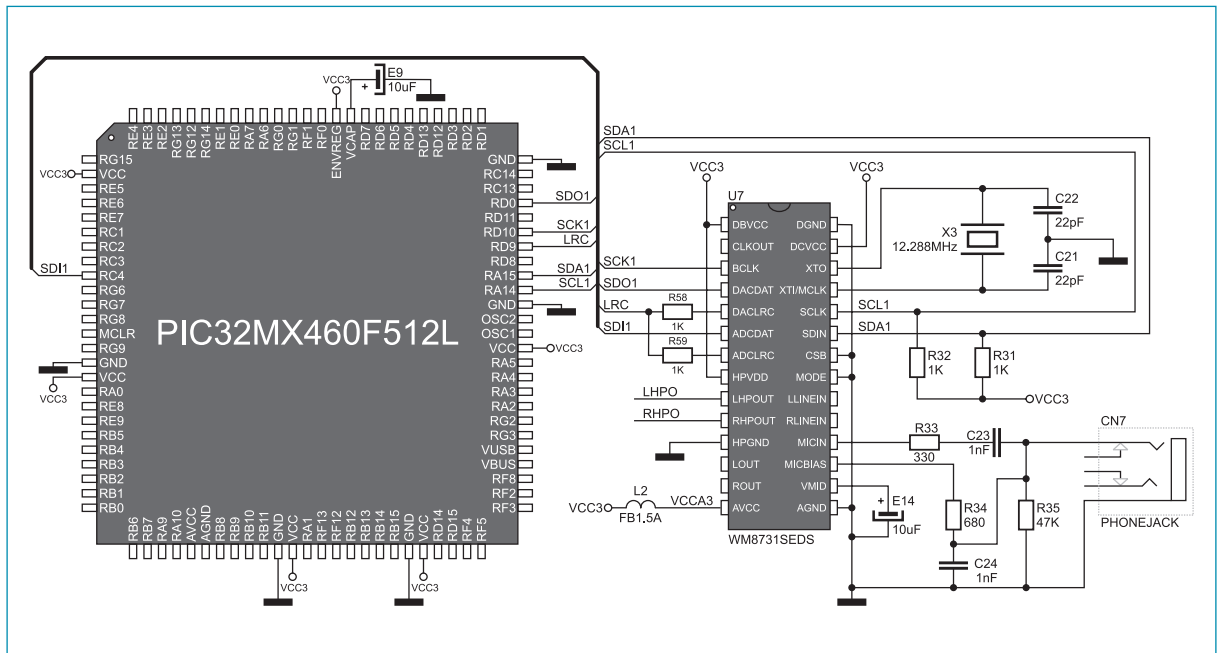 E9
10uF
VCC3
+
RE4
RE3
RE2
RG13
RG12
RG14
RE1
RE0
RA7
RA6
RG0
RG1
RF1
RF0
ENVREG
VCAP
RD7
RD6
RD5
RD4
RD13
RD12
RD3
RD2
RD1
RG15
VCC3
VCC
RE5
RE6
RE7
RC1
RC2
RC3
SDI1
RC4
RG6
RG7
RG8
MCLR
RG9
GND
VCC
VCC3
RA0
RE8
RE9
RB5
RB4
RB3
RB2
RB1
RB0
PIC32MX460F512L
GND
RC14
RC13
RD0
SDO1
RD11
RD10
SCK1
RD9
LRC
RD8
RA15
SDA1
RA14
SCL1
GND
OSC2
OSC1
VCC
VCC3
RA5
RA4
RA3
RA2
RG2
RG3
VUSB
VBUS
RF8
RF2
RF3
RB6
RB7
RA9
RA10
AVCC
AGND
RB8
RB9
RB10
RB11
GND
VCC
RA1
RF13
RF12
RB12
RB13
RB14
RB15
GND
VCC
RD14
RD15
RF4
RF5
VCC3
VCC3
SDA1
SCL1
VCC3
VCC3
U7
SCK1
SDO1
LRC
SDI1
R58
1K
R59
1K
LHPO
RHPO
VCC3
L2
FB1.5A
VCCA3
DBVCC
CLKOUT
BCLK
DACDAT
DACLRC
ADCDAT
ADCLRC
HPVDD
LHPOUT
RHPOUT
HPGND
LOUT
ROUT
AVCC
DGND
DCVCC
XTO
XTI/MCLK
SCLK
SDIN
CSB
MODE
LLINEIN
RLINEIN
MICIN
MICBIAS
VMID
AGND
WM8731SEDS
X3
12.288MHz
C22
22pF
C21
22pF
SCL1
SDA1
R32
1K
R31
1K
VCC3
R33
330
C23
1nF
CN7
PHONEJACK
+
E14
10uF
R34
680
R35
47K
C24
1nF